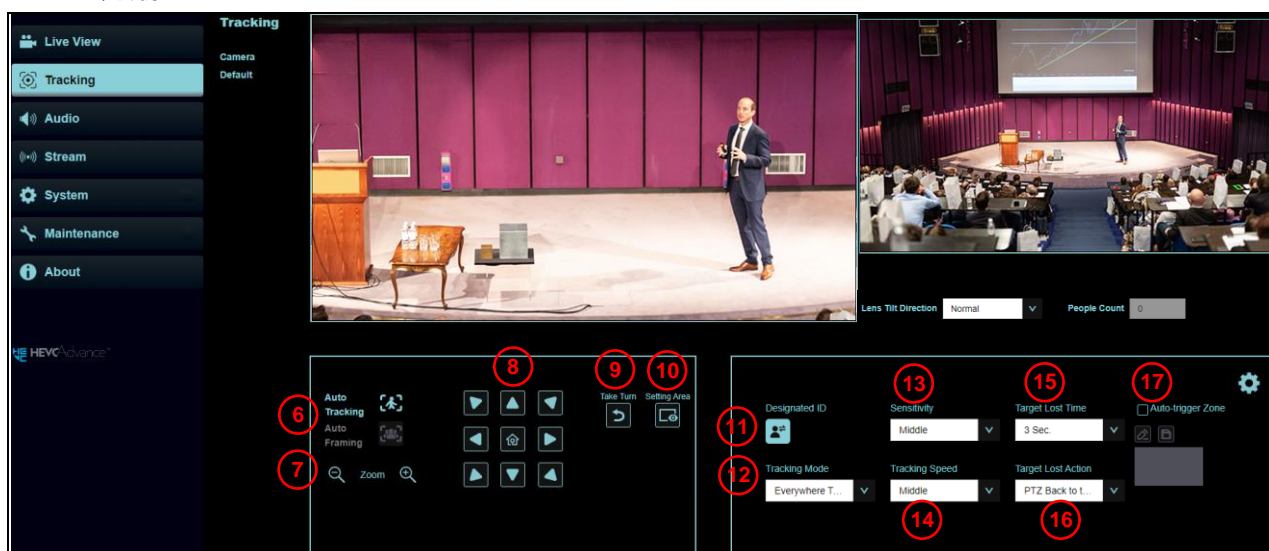 Tracking
Live View
Camera
Tracking
Default
Audio
Stream
System
Maintenance
About
HEVCAdvance™
Lens Tilt Direction Normal People Count 0
8 9 10 13 15 17
Take Turn Setting Area
6 Auto Tracking
Auto Framing
7 Zoom
11 Designated ID Sensitivity Target Lost Time Auto-trigger Zone
Middle 3 Sec.
12 Tracking Mode Tracking Speed Target Lost Action
Everywhere T... Middle PTZ Back to t...
14 16